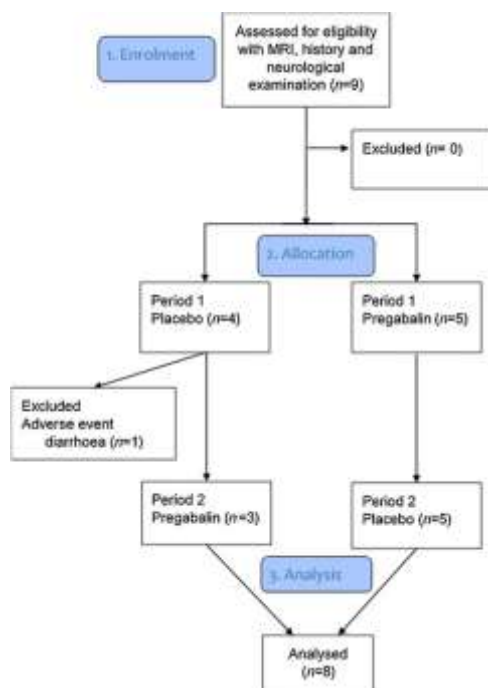 Assessed for eligibility
with MRI, history and
neurological
examination (n=9)
1. Enrolment
Excluded (n= 0)
2. Allocation
Period 1
Placebo (n=4)
Period 1
Pregabalin (n=5)
Excluded
Adverse event
diarrhoea (n=1)
Period 2
Pregabalin (n=3)
Period 2
Placebo (n=5)
3. Analysis
Analysed
(n=8)